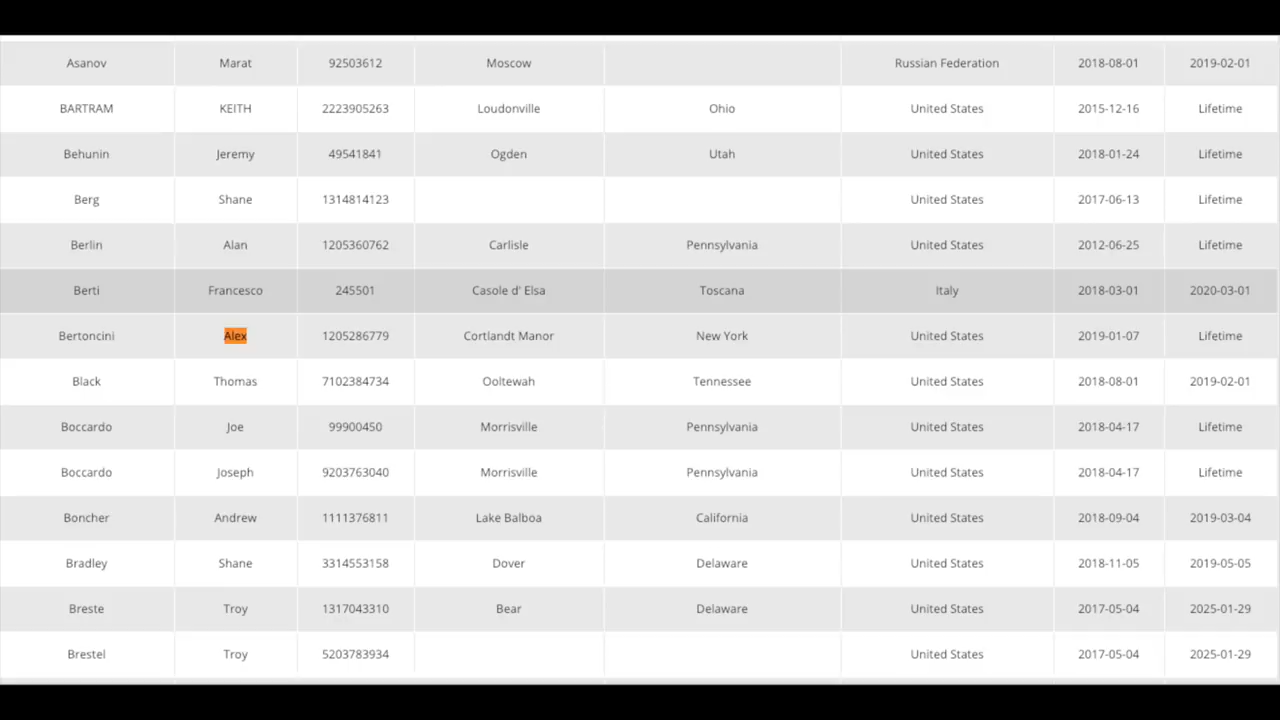 Asanov Marat 92503612 Moscow Russian Federation 2018-08-01 2019-02-01
BARTRAM KEITH 2223905263 Loudonville Ohio United States 2015-12-16 Lifetime
Behunin Jeremy 49541841 Ogden Utah United States 2018-01-24 Lifetime
Berg Shane 1314814123 United States 2017-06-13 Lifetime
Berlin Alan 1205360762 Carlisle Pennsylvania United States 2012-06-25 Lifetime
Berti Francesco 245501 Casole d' Elsa Toscana Italy 2018-03-01 2020-03-01
Bertoncini Alex 1205286779 Cortlandt Manor New York United States 2019-01-07 Lifetime
Black Thomas 7102384734 Ooltewah Tennessee United States 2018-08-01 2019-02-01
Boccardo Joe 99900450 Morrisville Pennsylvania United States 2018-04-17 Lifetime
Boccardo Joseph 9203763040 Morrisville Pennsylvania United States 2018-04-17 Lifetime
Boncher Andrew 1111376811 Lake Balboa California United States 2018-09-04 2019-03-04
Bradley Shane 3314553158 Dover Delaware United States 2018-11-05 2019-05-05
Breste Troy 1317043310 Bear Delaware United States 2017-05-04 2025-01-29
Brestel Troy 5203783934 United States 2017-05-04 2025-01-29